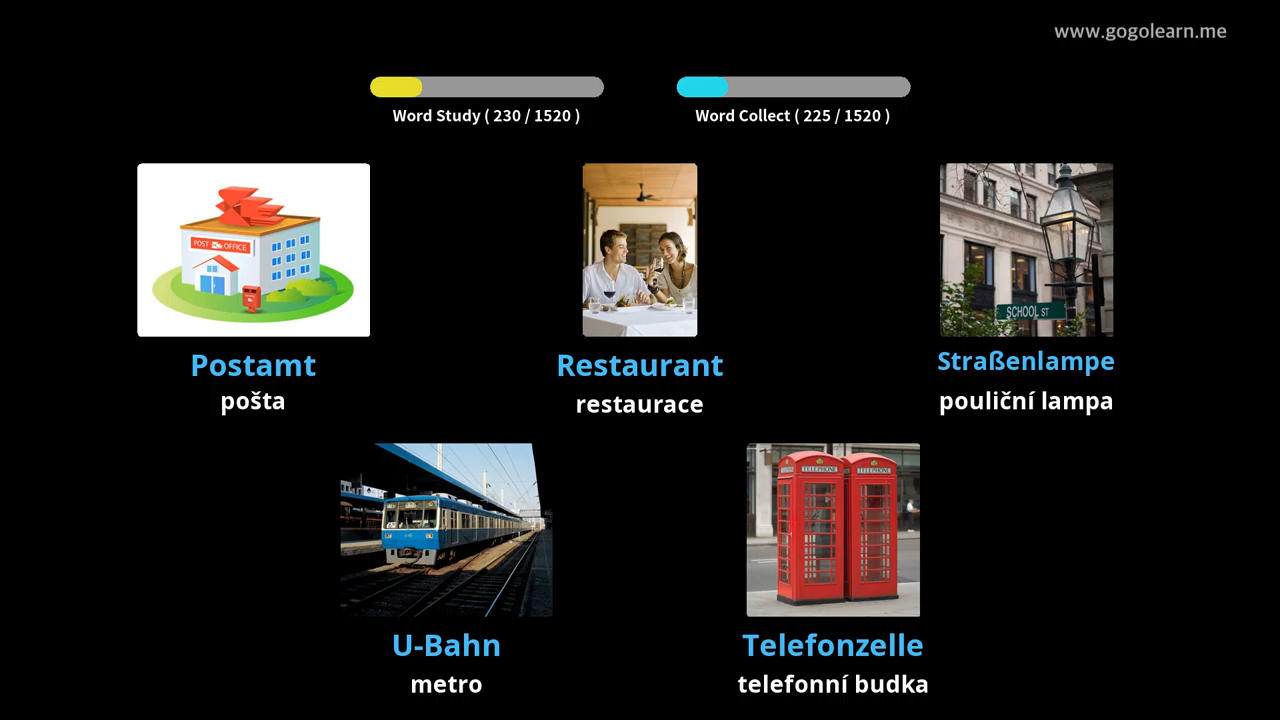 www.gogolearn.me
Word Study ( 230 / 1520 )
Word Collect ( 225 / 1520 )
POST OFFICE
SCHOOL ST
Postamt
Restaurant
Straßenlampe
pošta
restaurace
pouliční lampa
TELEPHONE
TELEPHONE
U-Bahn
Telefonzelle
metro
telefonní budka